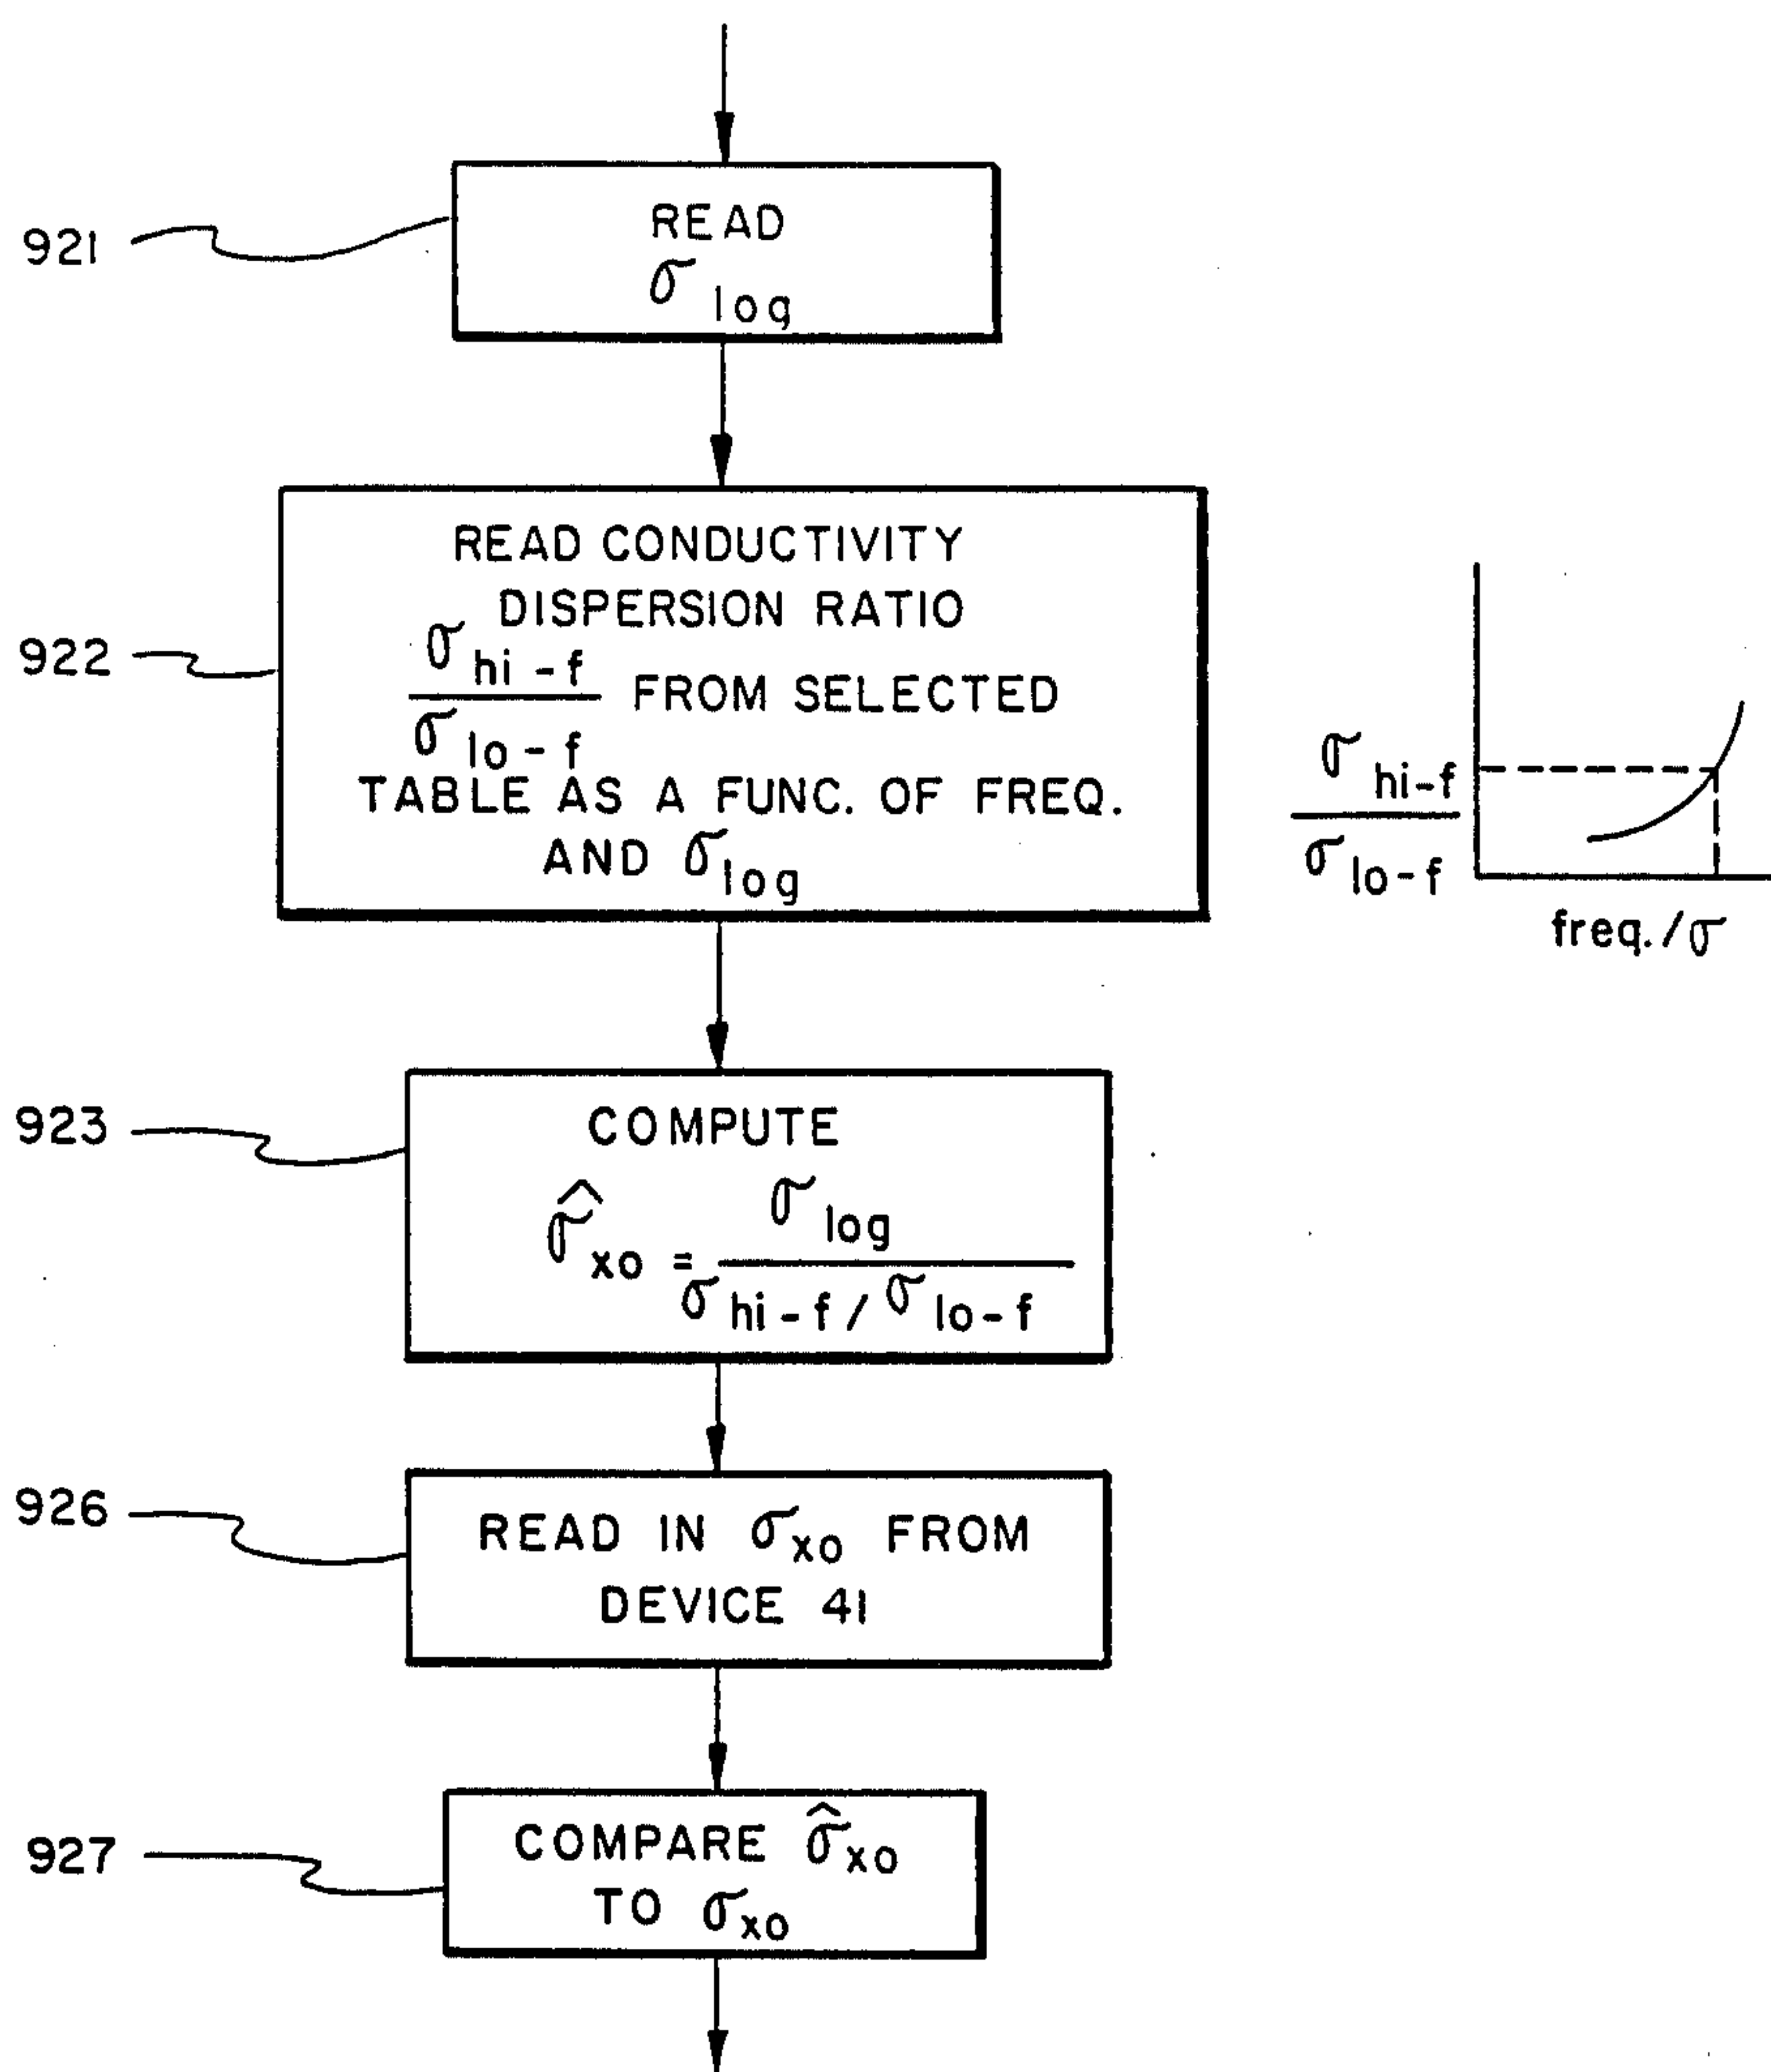 921
READ
σ log
922
READ CONDUCTIVITY
DISPERSION RATIO
σ hi-f
σ lo-f
FROM SELECTED
TABLE AS A FUNC. OF FREQ.
AND σ log
σ hi-f
σ lo-f
freq./σ
923
COMPUTE
σ̂ xo = σ log
σ hi-f / σ lo-f
926
READ IN σxo FROM
DEVICE 41
927
COMPARE σ̂xo
TO σxo